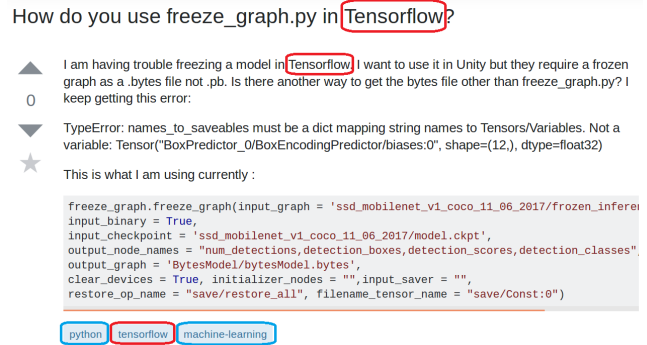 How do you use freeze_graph.py in Tensorflow?
I am having trouble freezing a model in Tensorflow. I want to use it in Unity but they require a frozen
0
graph as a .bytes file not .pb. Is there another way to get the bytes file other than freeze_graph.py? I
keep getting this error:
TypeError: names_to_saveables must be a dict mapping string names to Tensors/Variables. Not a
variable: Tensor("BoxPredictor_0/BoxEncodingPredictor/biases:0", shape=(12,), dtype=float32)
This is what I am using currently :
freeze_graph.freeze_graph(input_graph = 'ssd_mobilenet_v1_coco_11_06_2017/frozen_inferen
input_binary = True,
input_checkpoint = 'ssd_mobilenet_v1_coco_11_06_2017/model.ckpt',
output_node_names = "num_detections,detection_boxes,detection_scores,detection_classes",
output_graph = 'BytesModel/bytesModel.bytes',
clear_devices = True, initializer_nodes = "",input_saver = "",
restore_op_name = "save/restore_all", filename_tensor_name = "save/Const:0")
python tensorflow machine-learning